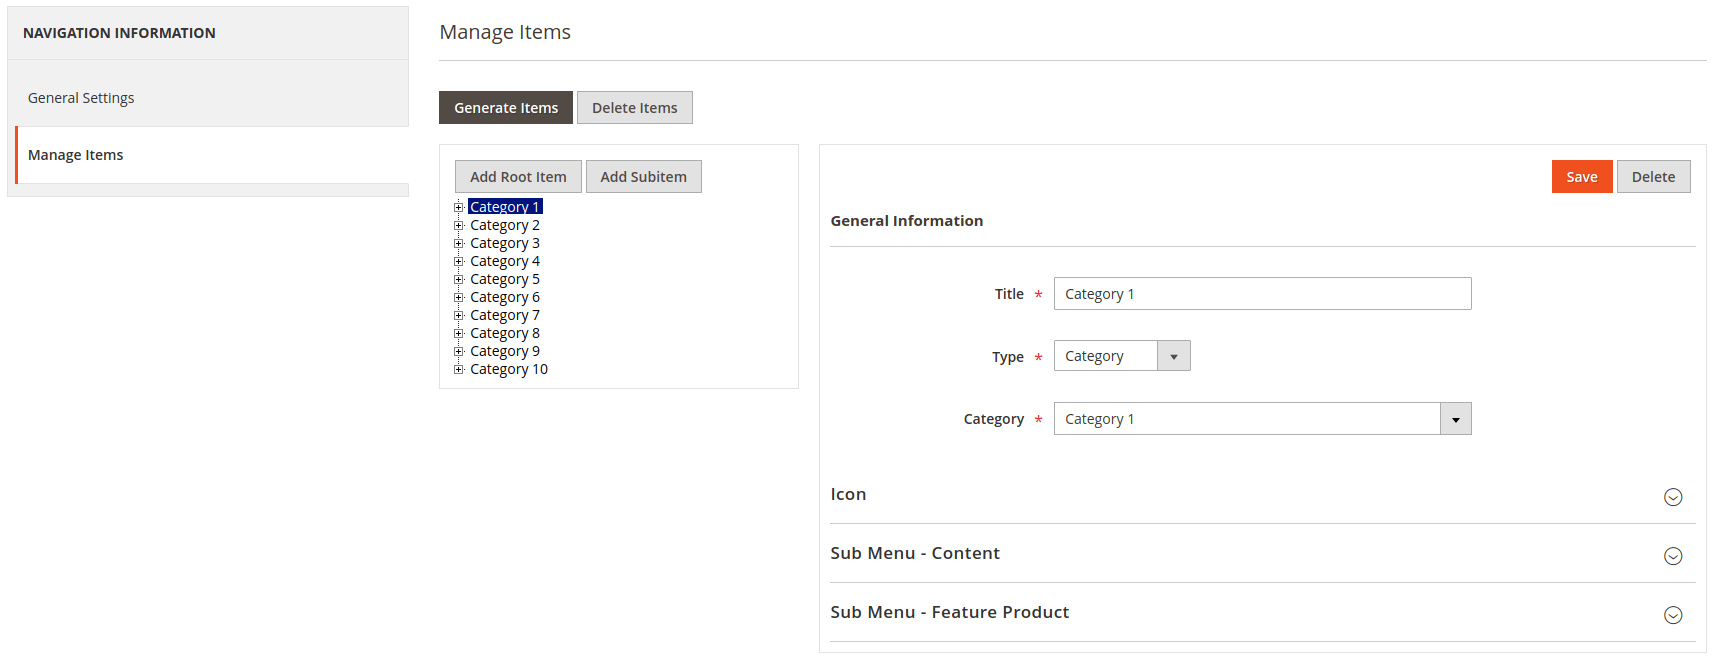 NAVIGATION INFORMATION
General Settings
Manage Items
Manage Items
Generate Items
Delete Items
Add Root Item
Add Subitem
Category 1
Category 2
Category 3
Category 4
Category 5
Category 6
Category 7
Category 8
Category 9
Category 10
Save
Delete
General Information
Title * Category 1
Type * Category
Category * Category 1
Icon
Sub Menu - Content
Sub Menu - Feature Product